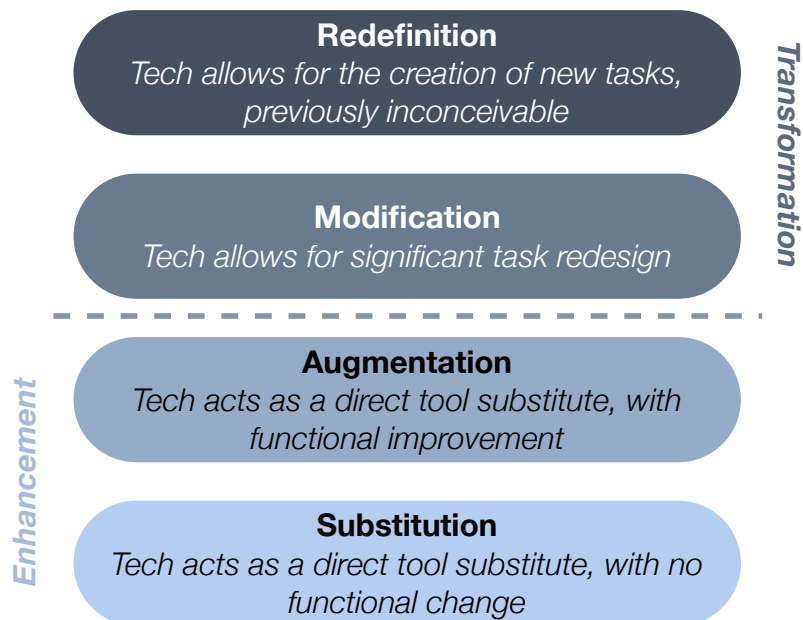 Redefinition
Tech allows for the creation of new tasks,
previously inconceivable
Transformation
Modification
Tech allows for significant task redesign
Augmentation
Tech acts as a direct tool substitute, with
functional improvement
Enhancement
Substitution
Tech acts as a direct tool substitute, with no
functional change